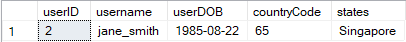 userID username userDOB countryCode states
1 2 jane_smith 1985-08-22 65 Singapore